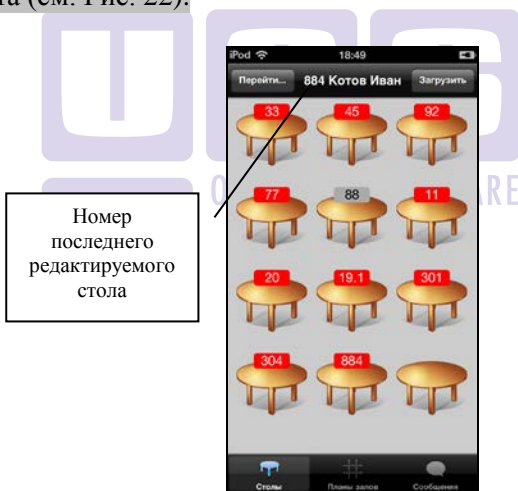 та (см. Рис. 22).
iPod 18:49
Перейти... 884 Котов Иван Загрузить
33 45 92
77 88 11
20 19.1 301
304 884
Номер
последнего
редактируемого
стола
Столы Планы залов Сообщения